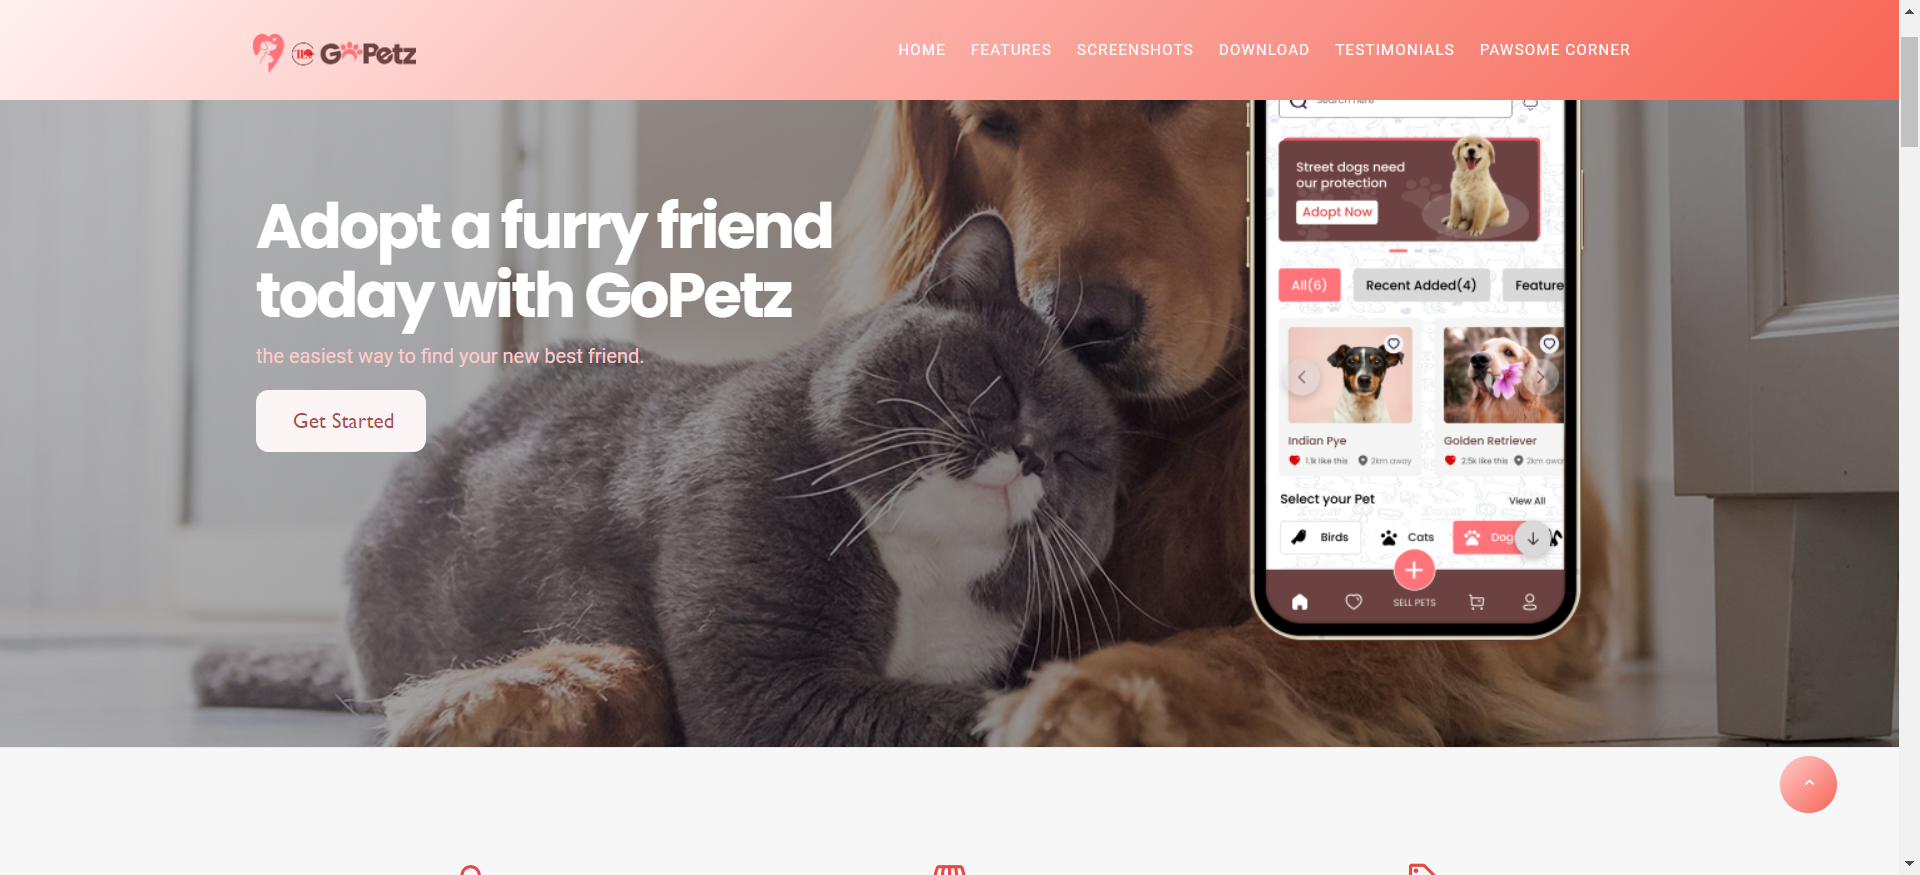 GoPetz
HOME FEATURES SCREENSHOTS DOWNLOAD TESTIMONIALS PAWSOME CORNER
Adopt a furry friend
today with GoPetz
the easiest way to find your new best friend.
Get Started
Search here
Street dogs need
our protection
Adopt Now
All(6) Recent Added(4) Feature
Indian Pye
1.1k like this 2km away
Golden Retriever
2.5k like this 2km away
Select your Pet View All
Birds Cats Dog
SELL PETS